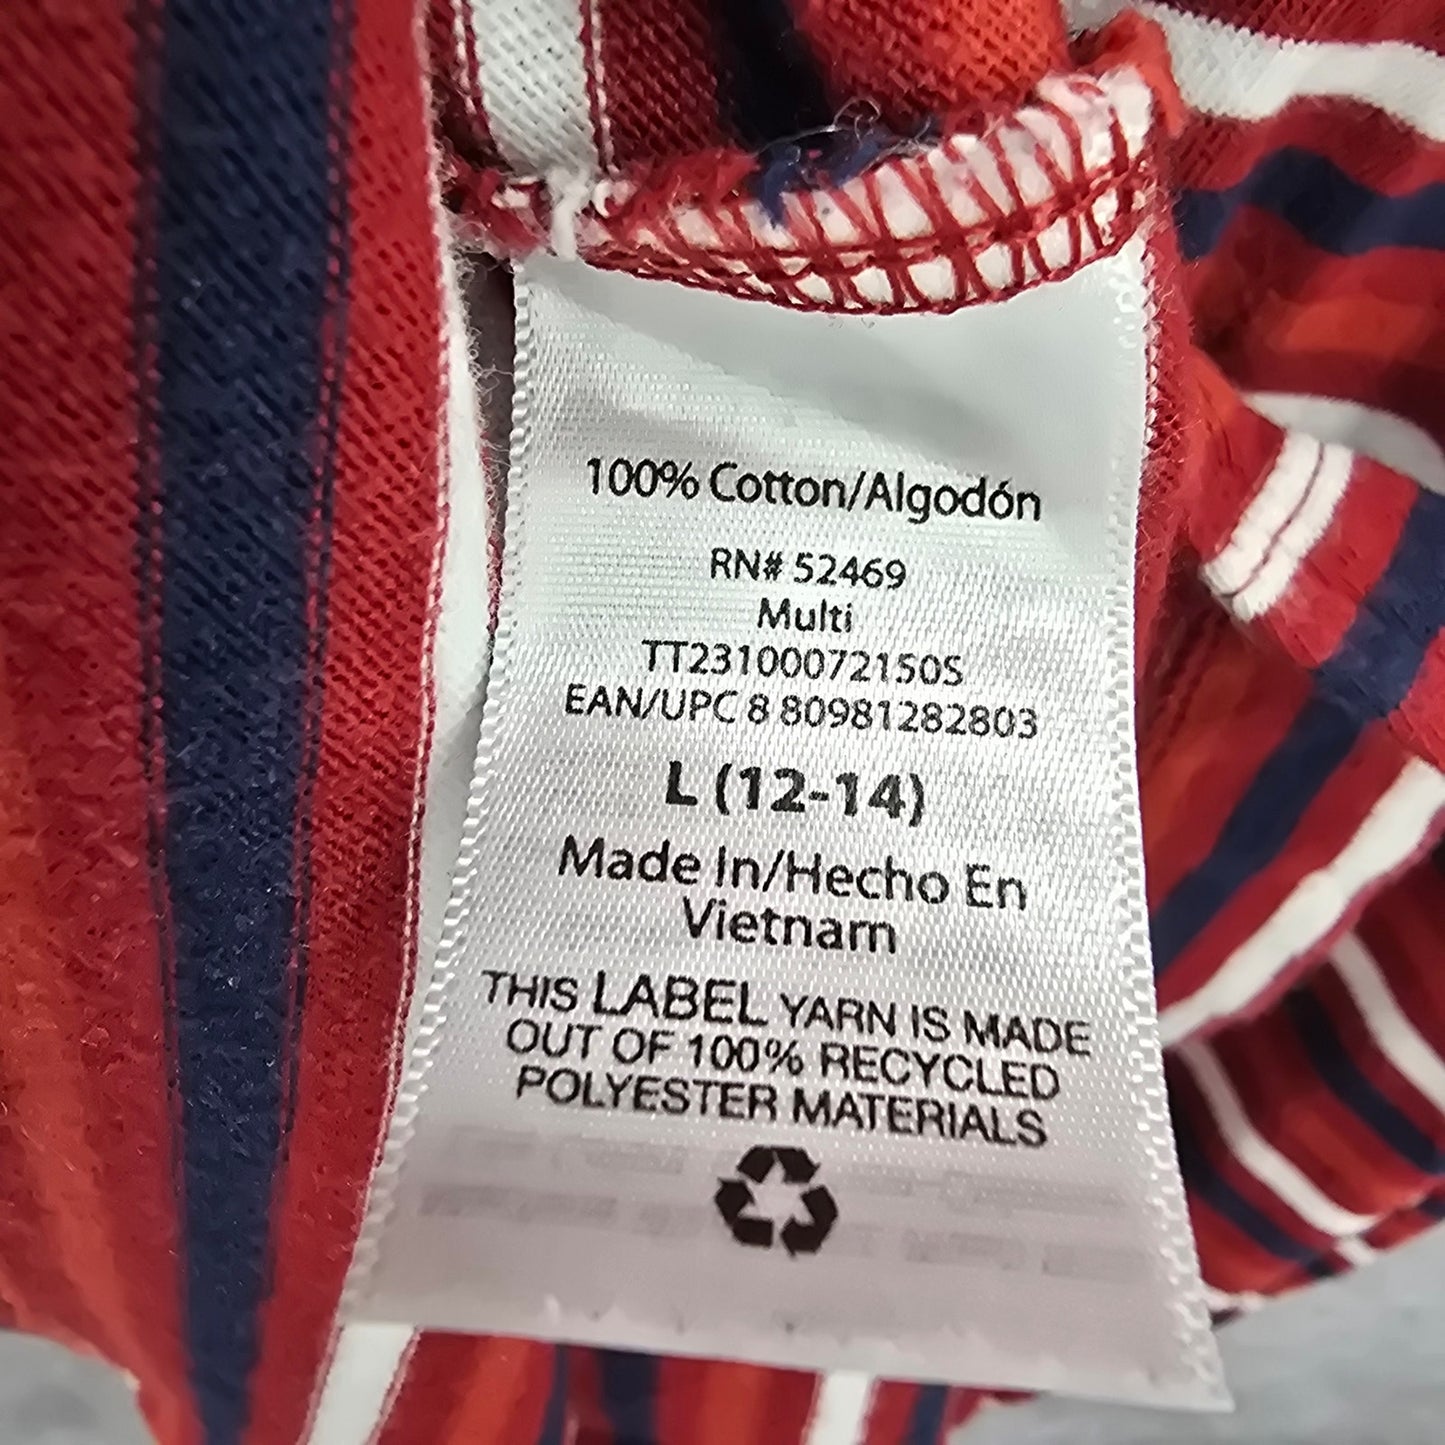 100% Cotton/Algodón
RN# 52469
Multi
TT23100072150S
EAN/UPC 8 80981282803
L (12-14)
Made In/Hecho En
Vietnam
THIS LABEL YARN IS MADE
OUT OF 100% RECYCLED
POLYESTER MATERIALS